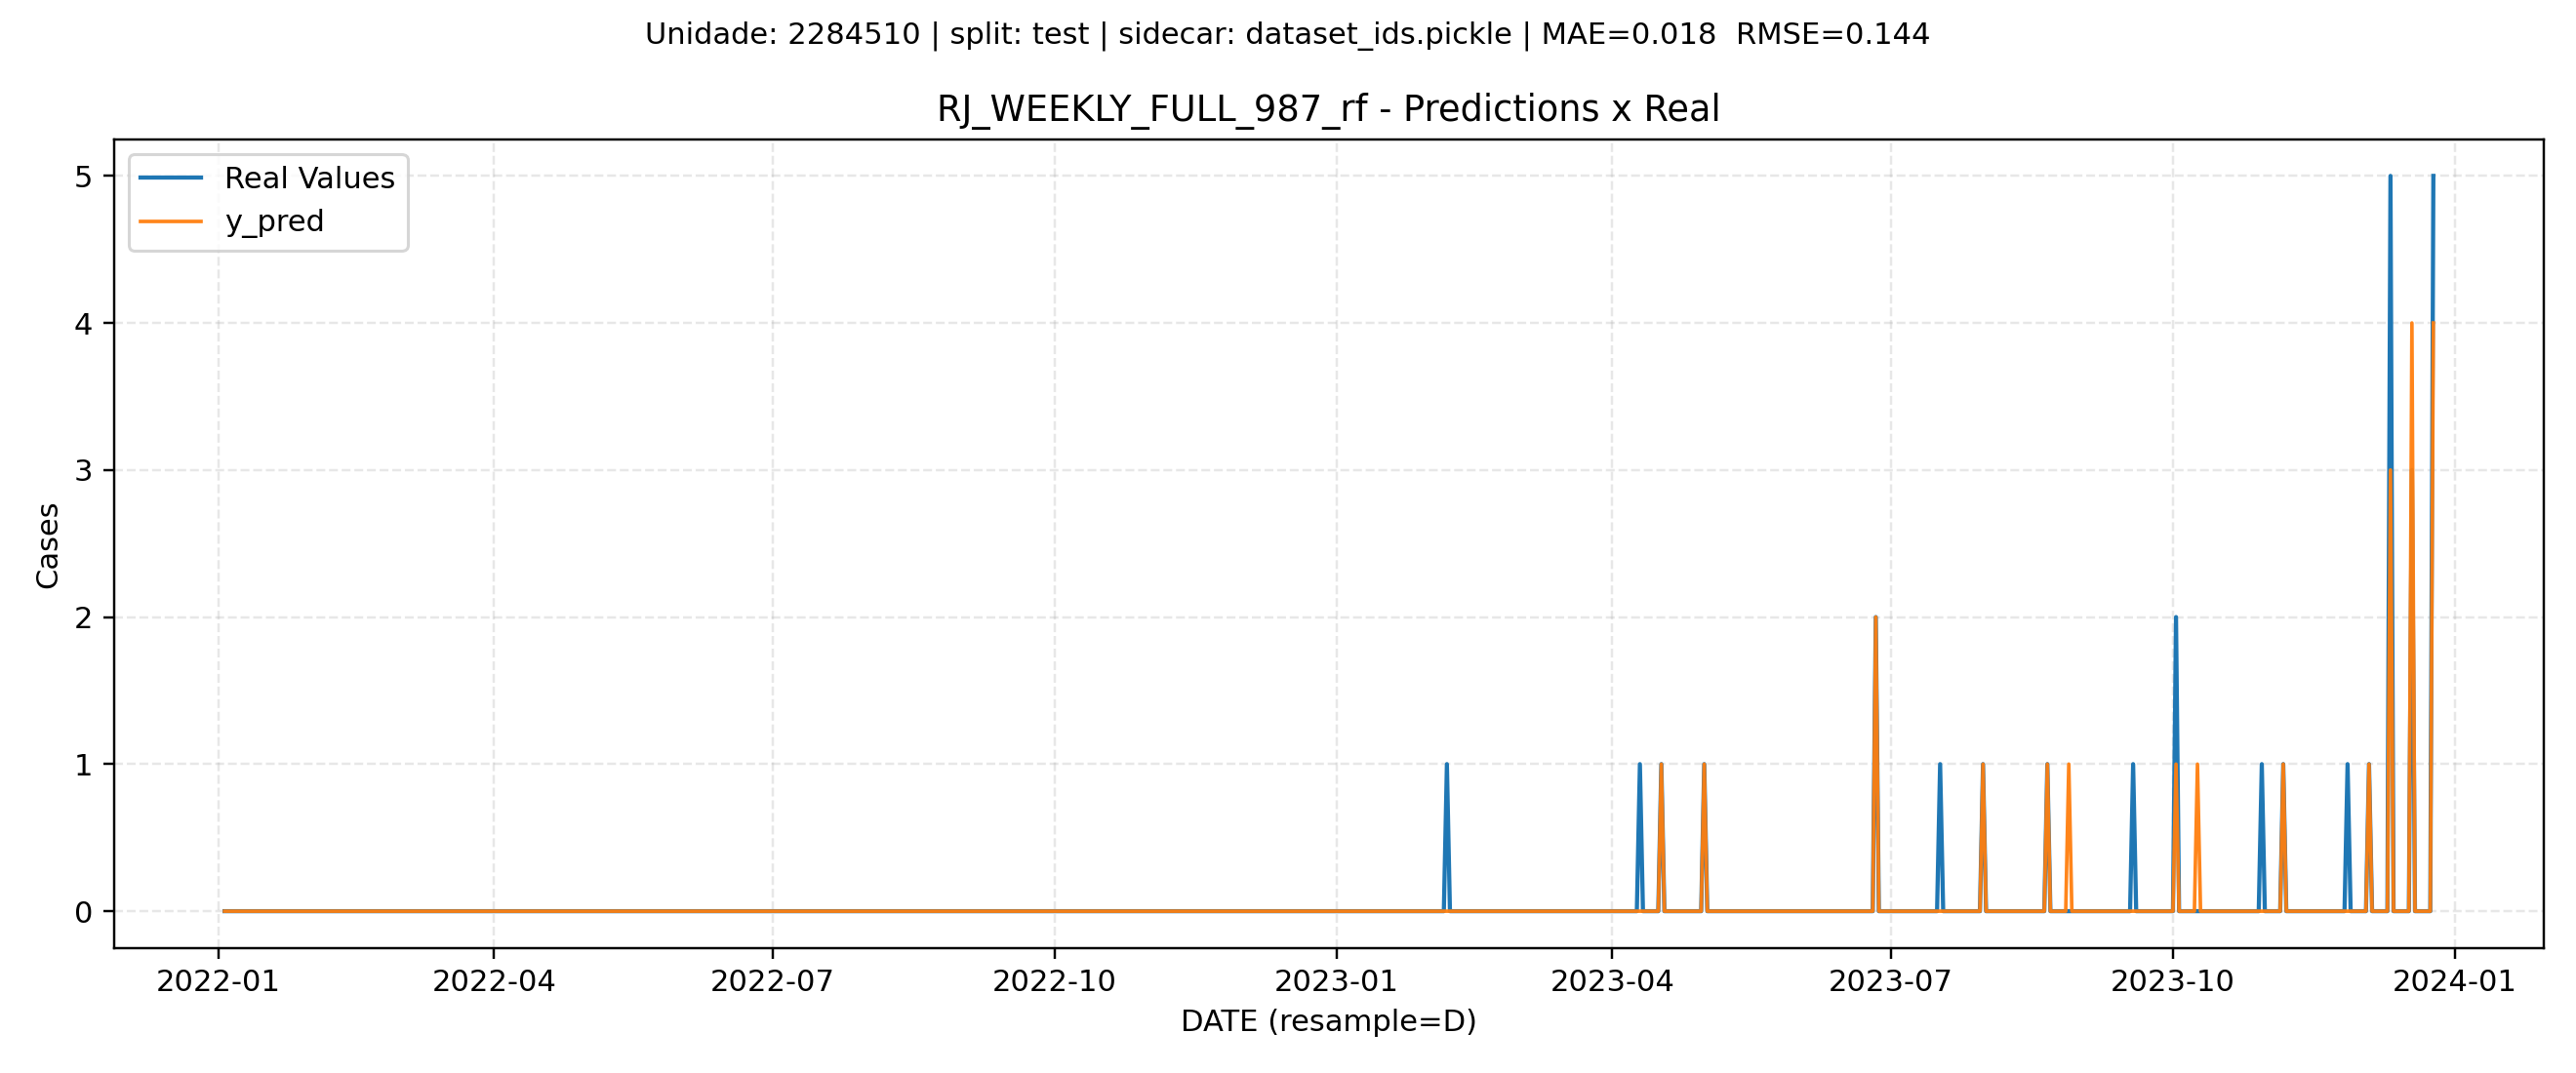 Unidade: 2284510 | split: test | sidecar: dataset_ids.pickle | MAE=0.018  RMSE=0.144
RJ_WEEKLY_FULL_987_rf - Predictions x Real
Real Values
y_pred
5
4
3
2
1
0
Cases
2022-01 2022-04 2022-07 2022-10 2023-01 2023-04 2023-07 2023-10 2024-01
DATE (resample=D)